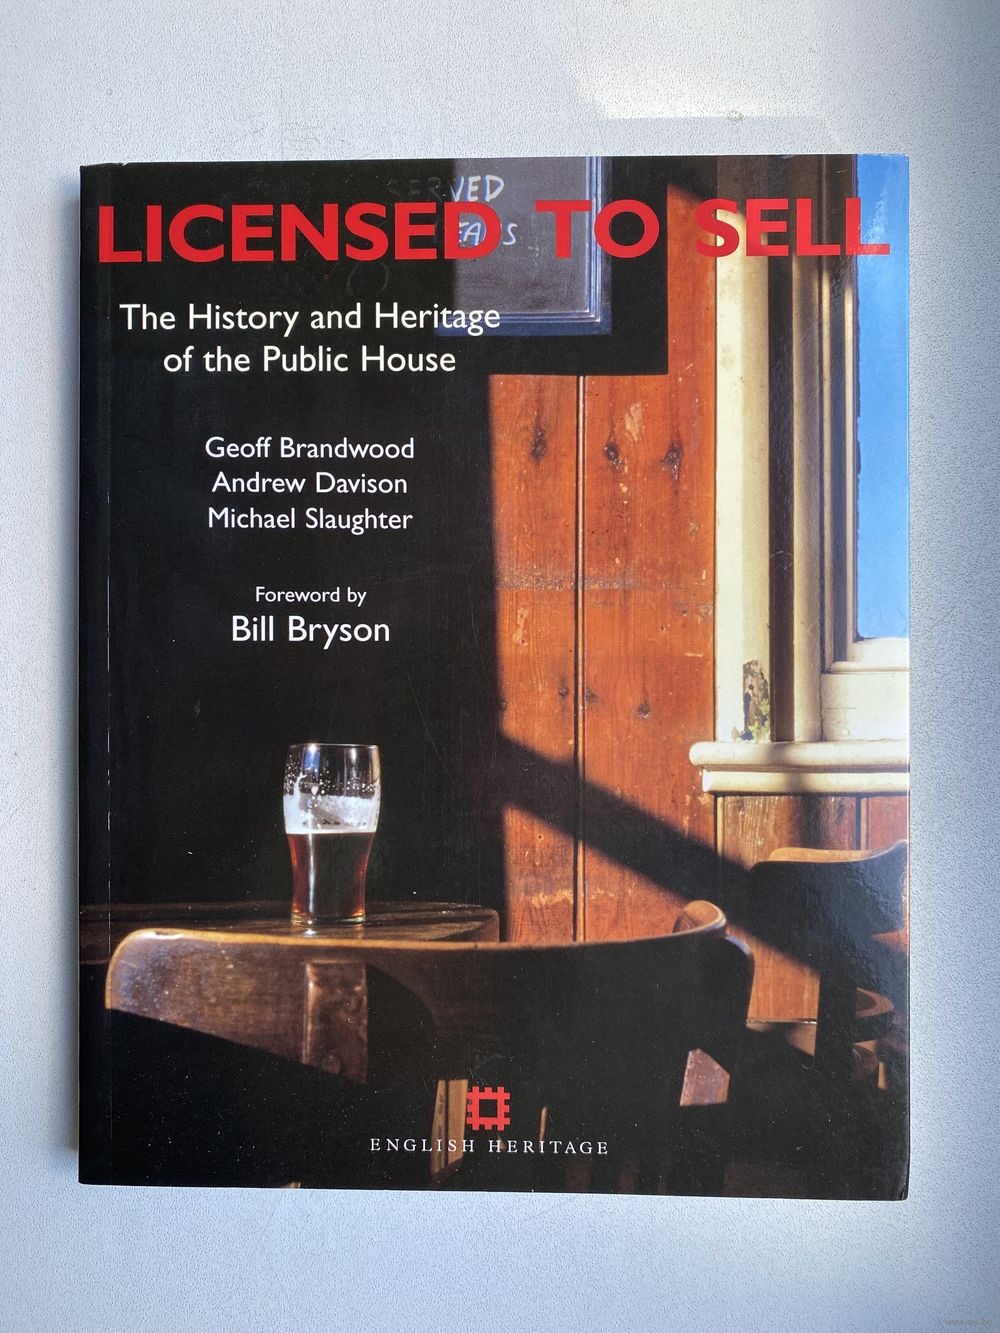 SERVED
LICENSED TO SELL
The History and Heritage
of the Public House
Geoff Brandwood
Andrew Davison
Michael Slaughter
Foreword by
Bill Bryson
ENGLISH HERITAGE